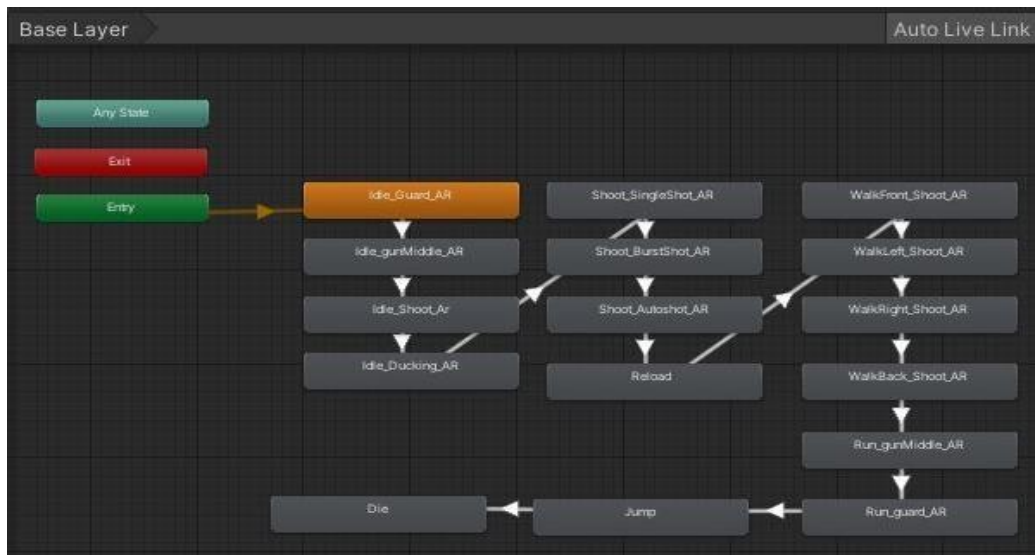 Base Layer
Auto Live Link
Any State
Exit
Entry
Idle_Guard_AR
Idle_gunMiddle_AR
Idle_Shoot_Ar
Idle_Ducking_AR
Shoot_SingleShot_AR
Shoot_BurstShot_AR
Shoot_Autoshot_AR
Reload
WalkFront_Shoot_AR
WalkLeft_Shoot_AR
WalkRight_Shoot_AR
WalkBack_Shoot_AR
Run_gunMiddle_AR
Run_guard_AR
Jump
Die